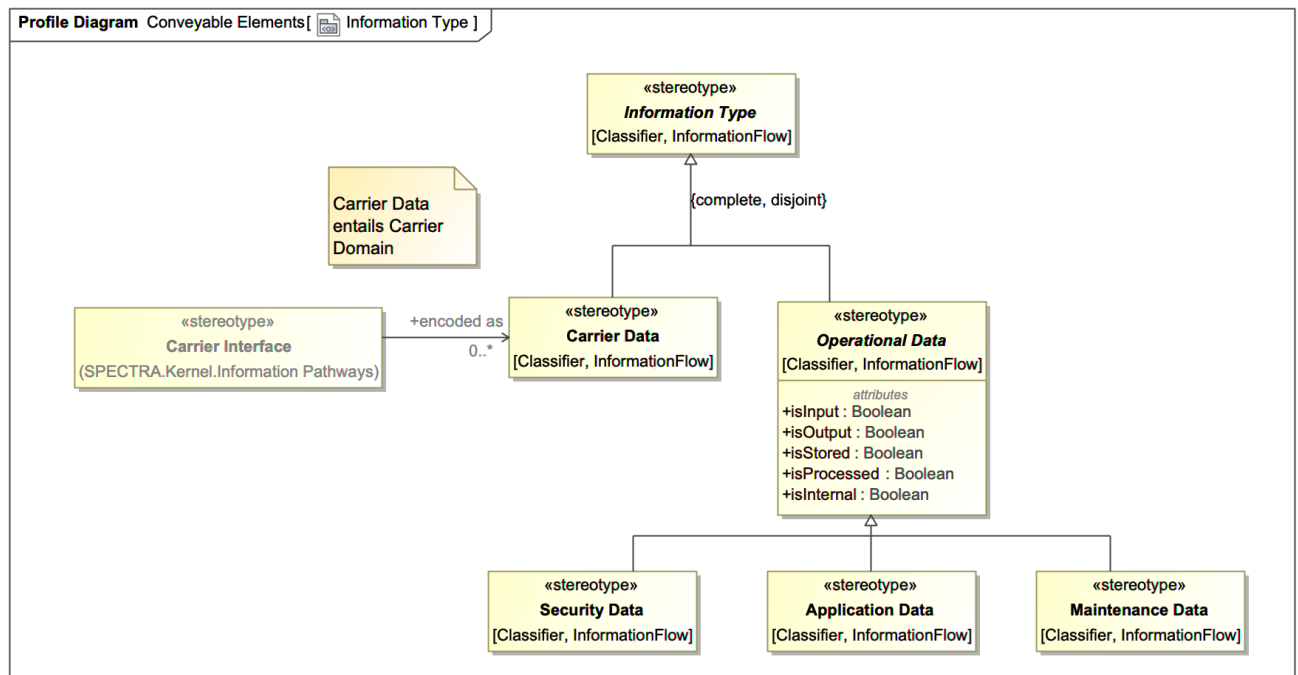 Profile Diagram Conveyable Elements[ Information Type ]
«stereotype»
Information Type
[Classifier, InformationFlow]
{complete, disjoint}
Carrier Data
entails Carrier
Domain
«stereotype»
Carrier Interface
(SPECTRA.Kernel.Information Pathways)
+encoded as
0..*
«stereotype»
Carrier Data
[Classifier, InformationFlow]
«stereotype»
Operational Data
[Classifier, InformationFlow]
attributes
+isInput : Boolean
+isOutput : Boolean
+isStored : Boolean
+isProcessed : Boolean
+isInternal : Boolean
«stereotype»
Security Data
[Classifier, InformationFlow]
«stereotype»
Application Data
[Classifier, InformationFlow]
«stereotype»
Maintenance Data
[Classifier, InformationFlow]